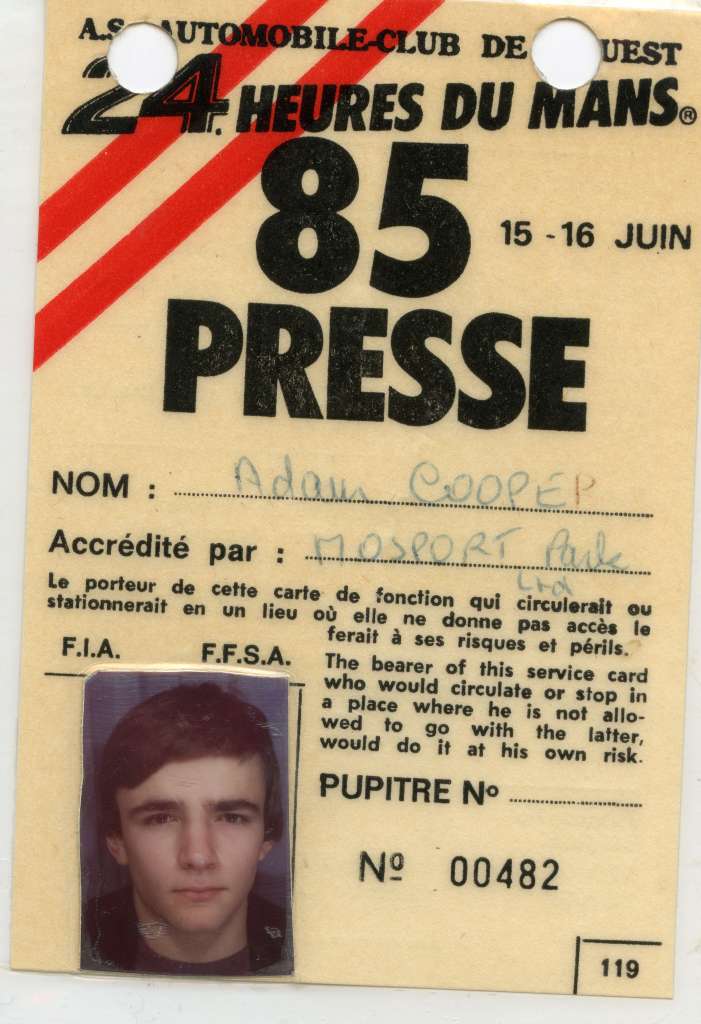 A.S. AUTOMOBILE-CLUB DE UEST
24 HEURES DU MANS®
85
15 - 16 JUIN
PRESSE
NOM : Adam COOPER
Accrédité par : MOSPORT Park
Ltd
Le porteur de cette carte de fonction qui circulerait ou
stationnerait en un lieu où elle ne donne pas accès le
ferait à ses risques et périls.
F.I.A. F.F.S.A.
The bearer of this service card
who would circulate or stop in
a place where he is not allo-
wed to go with the latter,
would do it at his own risk.
PUPITRE Nº
Nº 00482
119